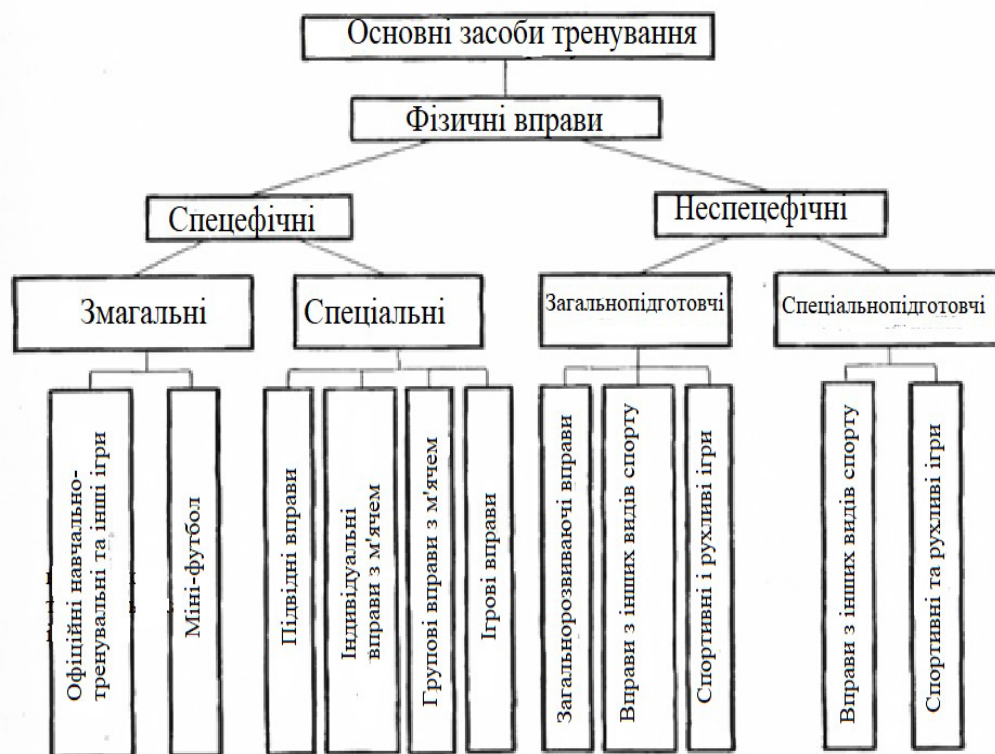 Основні засоби тренування
Фізичні вправи
Спецефічні
Неспецефічні
Змагальні
Спеціальні
Загальнопідготовчі
Спеціальнопідготовчі
Офіційні навчально-
тренувальні та інші ігри
Міні-футбол
Підвідні вправи
Індивідуальні
вправи з м'ячем
Групові вправи з м'ячем
Ігрові вправи
Загальнорозвиваючі вправи
Вправи з інших видів спорту
Спортивні і рухливі ігри
Вправи з інших видів спорту
Спортивні та рухливі ігри